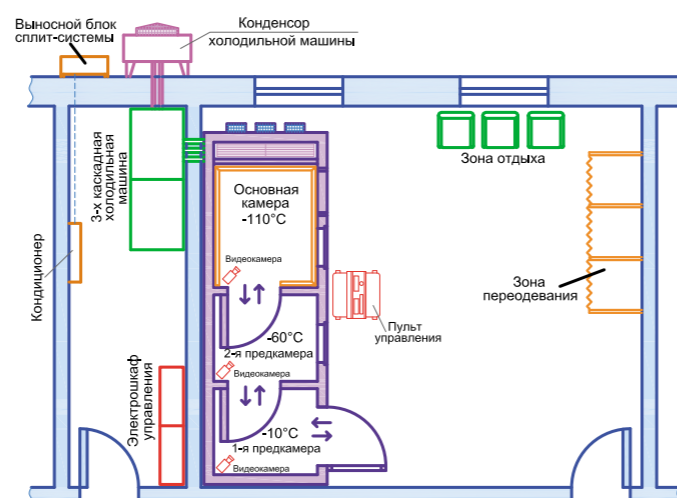 Выносной блок
сплит-системы
Конденсор
холодильной машины
3-х каскадная
холодильная
машина
Основная
камера
-110°C
Видеокамера
Зона отдыха
Кондиционер
Зона
переодевания
Пульт
управления
-60°C
2-я предкамера
Видеокамера
Электрошкаф
управления
-10°C
1-я предкамера
Видеокамера